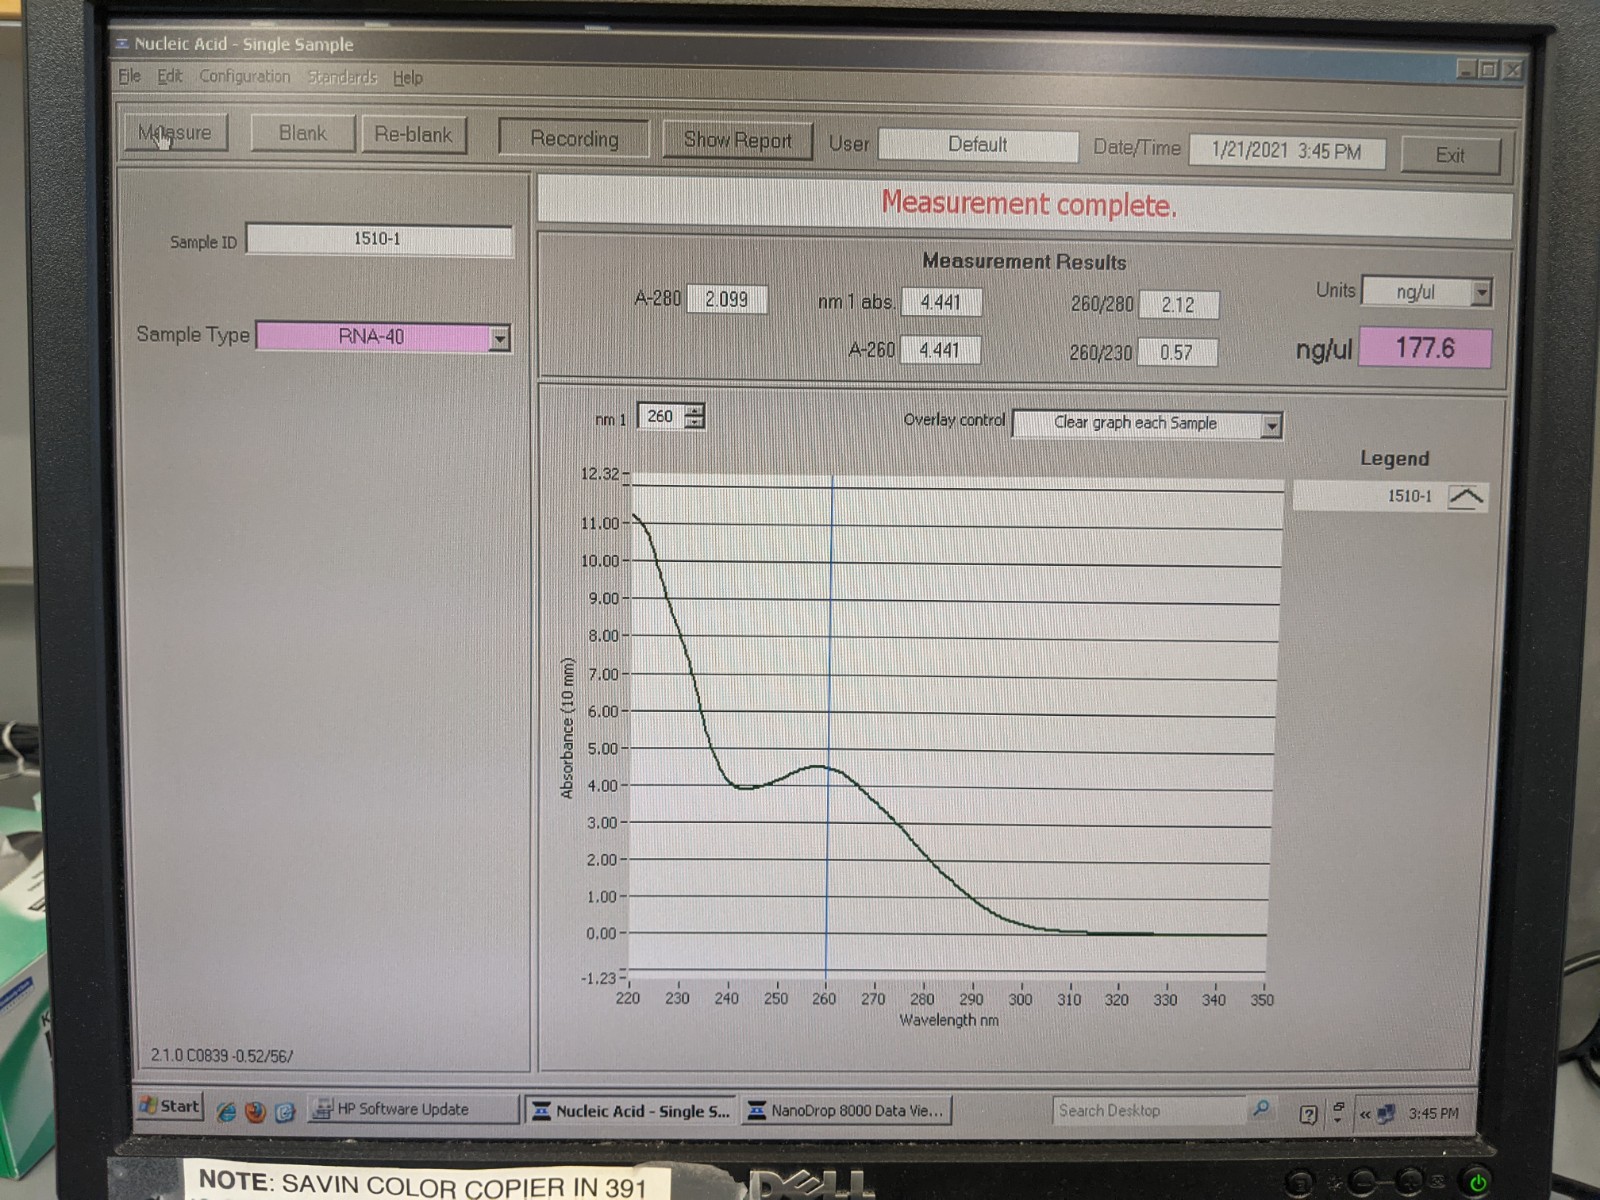 Nucleic Acid - Single Sample
File Edit Configuration Standards Help
Measure Blank Re-blank Recording Show Report User Default Date/Time 1/21/2021 3:45 PM Exit
Measurement complete.
Sample ID 1510-1
Sample Type RNA-40
Measurement Results
A-280 2.099 nm 1 abs. 4.441 260/280 2.12 Units ng/ul
A-260 4.441 260/230 0.57 ng/ul 177.6
nm 1 260 Overlay control Clear graph each Sample
Legend
1510-1
12.32
11.00
10.00
9.00
8.00
7.00
6.00
5.00
4.00
3.00
2.00
1.00
0.00
-1.23
Absorbance (10 mm)
220 230 240 250 260 270 280 290 300 310 320 330 340 350
Wavelength nm
2.1.0 C0839 -0.52/56/
Start HP Software Update Nucleic Acid - Single S... NanoDrop 8000 Data Vie... Search Desktop 3:45 PM
DELL
NOTE: SAVIN COLOR COPIER IN 391